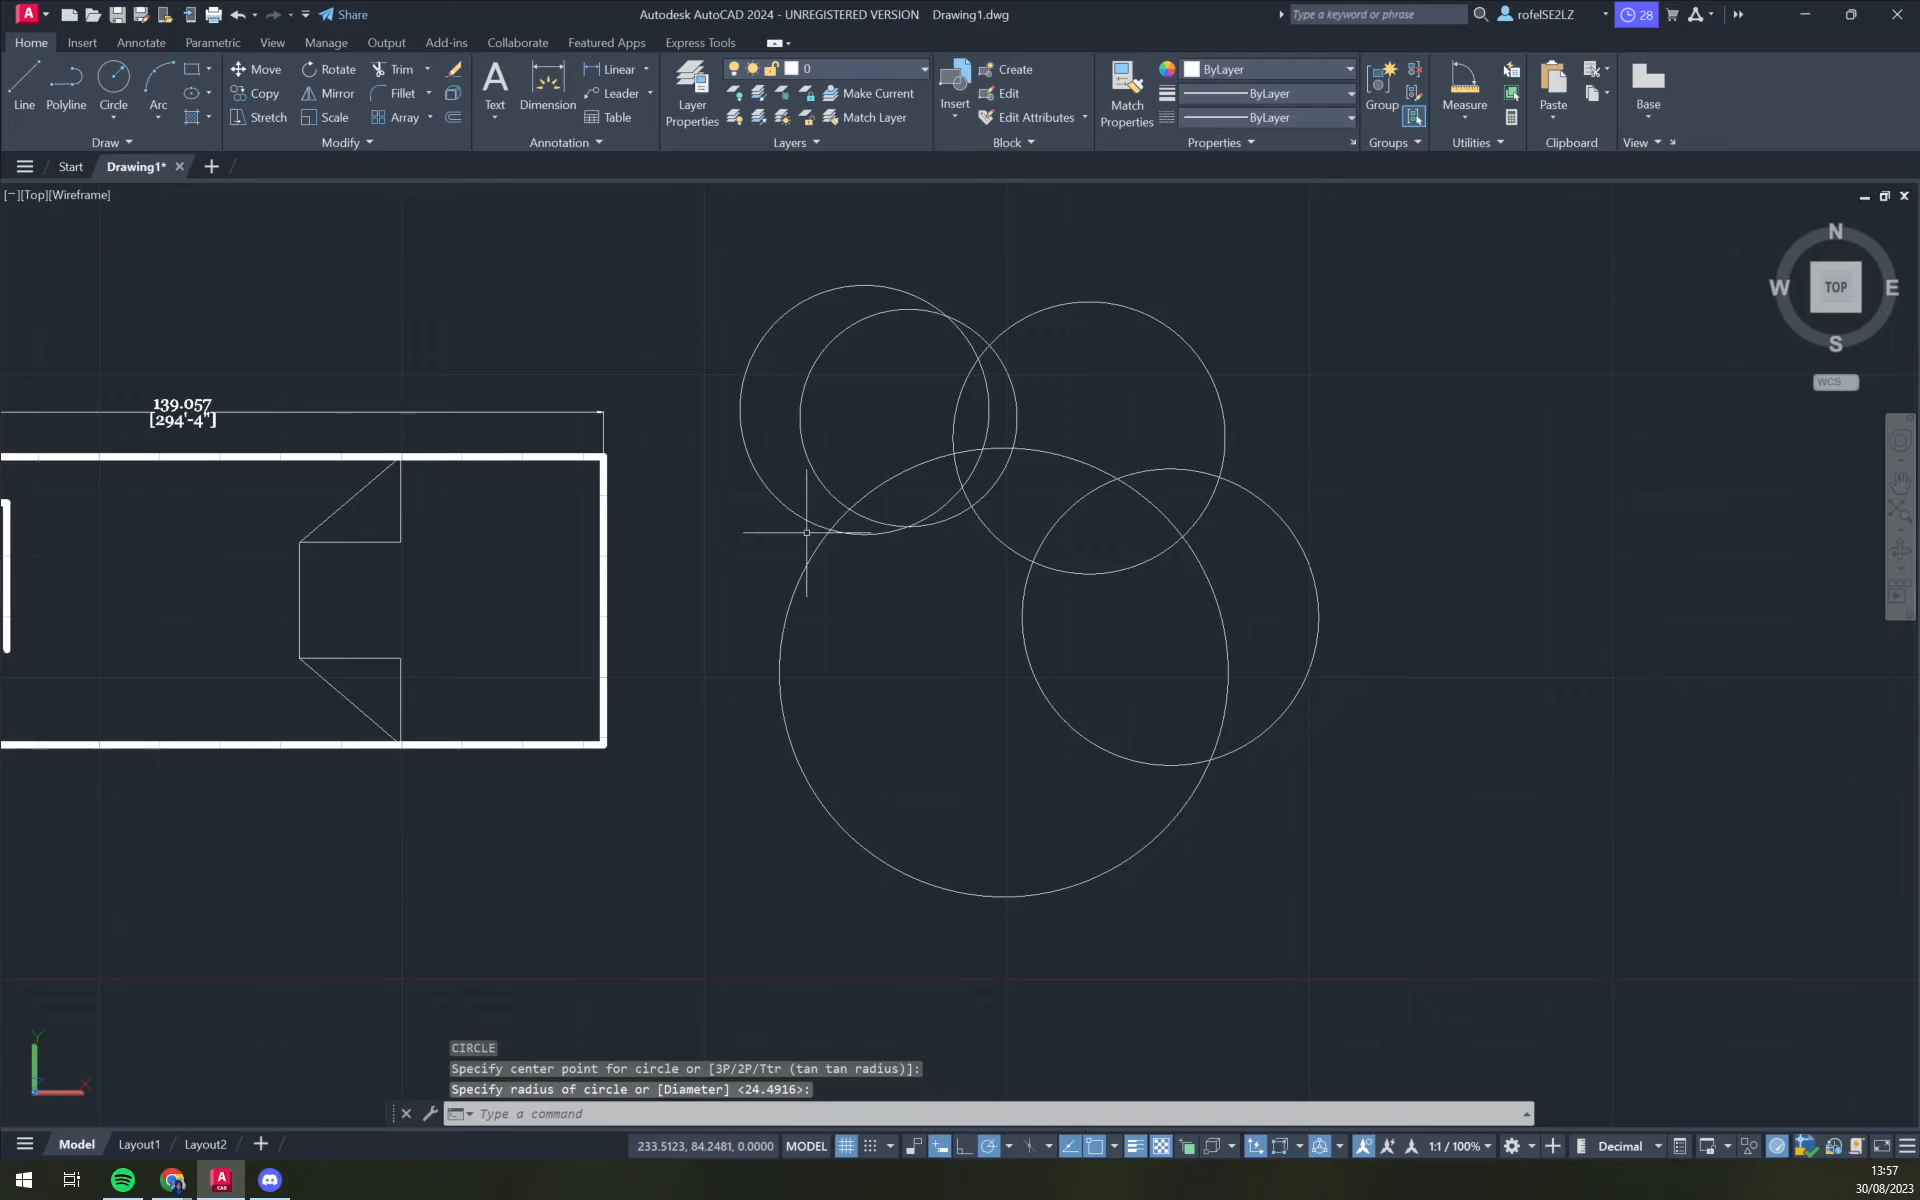 Share
Autodesk AutoCAD 2024 - UNREGISTERED VERSION Drawing1.dwg
Type a keyword or phrase
rofelSE2LZ
28
Home Insert Annotate Parametric View Manage Output Add-ins Collaborate Featured Apps Express Tools
Line Polyline Circle Arc
Move Rotate Trim
Copy Mirror Fillet
Stretch Scale Array
Text Dimension
Linear
Leader
Table
Layer Properties
0
Make Current
Match Layer
Insert
Create
Edit
Edit Attributes
Match Properties
ByLayer
ByLayer
ByLayer
Group
Measure
Paste
Base
Draw Modify Annotation Layers Block Properties Groups Utilities Clipboard View
Start Drawing1*
[−][Top][Wireframe]
N
W TOP E
S
WCS
139.057
[294'-4"]
Y
X
CIRCLE
Specify center point for circle or [3P/2P/Ttr (tan tan radius)]:
Specify radius of circle or [Diameter] <24.4916>:
Type a command
Model Layout1 Layout2
233.5123, 84.2481, 0.0000 MODEL
1:1 / 100%
Decimal
13:57
30/08/2023